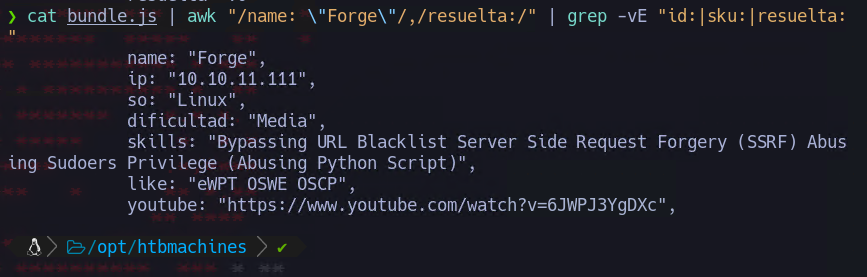 ❯ cat bundle.js | awk "/name: \"Forge\"/,/resuelta:/" | grep -vE "id:|sku:|resuelta:
"
name: "Forge",
ip: "10.10.11.111",
so: "Linux",
dificultad: "Media",
skills: "Bypassing URL Blacklist Server Side Request Forgery (SSRF) Abus
ing Sudoers Privilege (Abusing Python Script)",
like: "eWPT OSWE OSCP",
youtube: "https://www.youtube.com/watch?v=6JWPJ3YgDXc",
/opt/htbmachines ✔